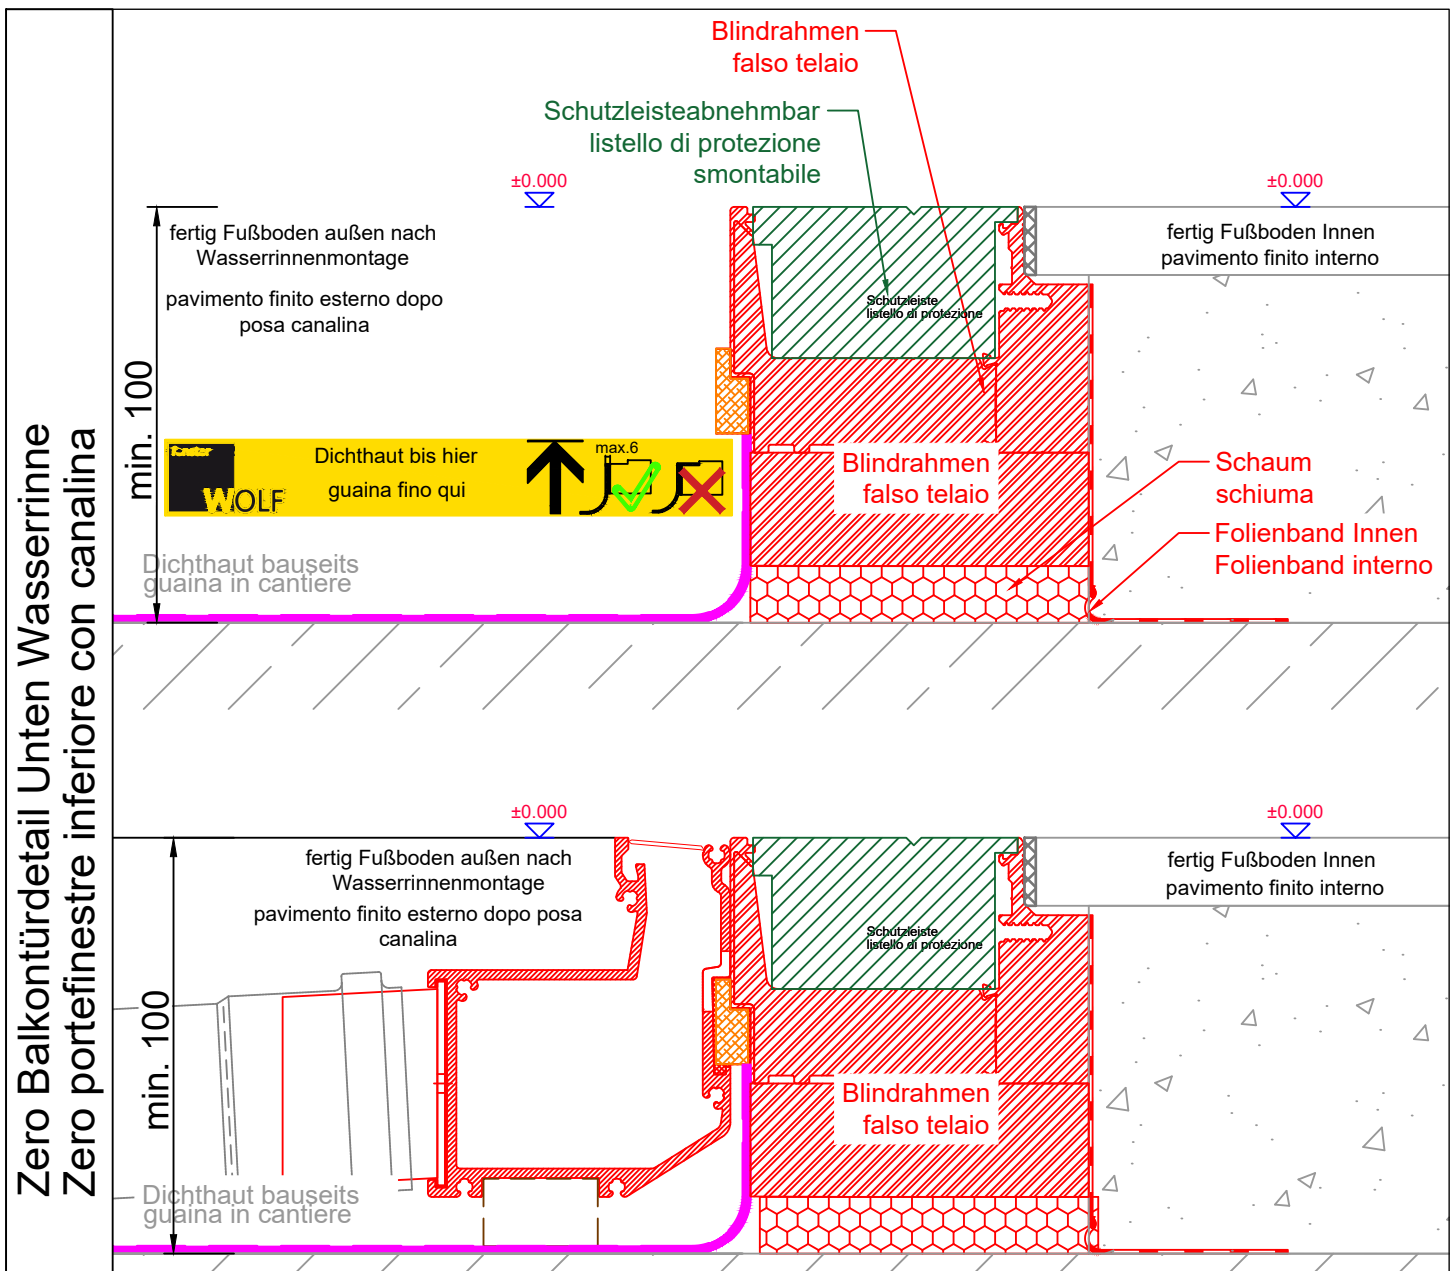 Zero Balkontürdetail Unten Wasserrinne
Zero portefinestre inferiore con canalina
Blindrahmen
falso telaio
Schutzleisteabnehmbar
listello di protezione
smontabile
±0.000
±0.000
fertig Fußboden außen nach
Wasserrinnenmontage
pavimento finito esterno dopo
posa canalina
fertig Fußboden Innen
pavimento finito interno
Schutzleiste
listello di protezione
min. 100
Fenster
WOLF
Dichthaut bis hier
guaina fino qui
max.6
Blindrahmen
falso telaio
Schaum
schiuma
Folienband Innen
Folienband interno
Dichthaut bauseits
guaina in cantiere
±0.000
±0.000
fertig Fußboden außen nach
Wasserrinnenmontage
pavimento finito esterno dopo posa
canalina
fertig Fußboden Innen
pavimento finito interno
Schutzleiste
listello di protezione
min. 100
Blindrahmen
falso telaio
Dichthaut bauseits
guaina in cantiere